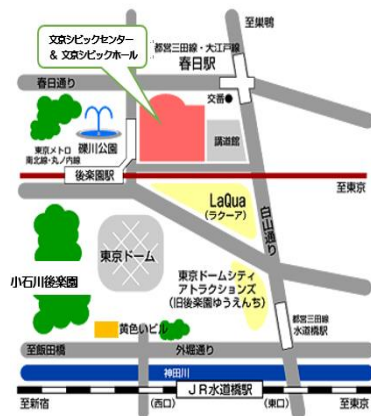 至巣鴨
文京シビックセンター
& 文京シビックホール
都営三田線・大江戸線
春日駅
春日通り
交番
礫川公園
講道館
東京メトロ
南北線・丸ノ内線
後楽園駅
至東京
LaQua
(ラクーア)
白山通り
東京ドーム
小石川後楽園
東京ドームシティ
アトラクションズ
(旧後楽園ゆうえんち)
都営三田線
水道橋駅
黄色いビル
至飯田橋
外堀通り
神田川
JR水道橋駅
至新宿
(西口)
(東口)
至東京